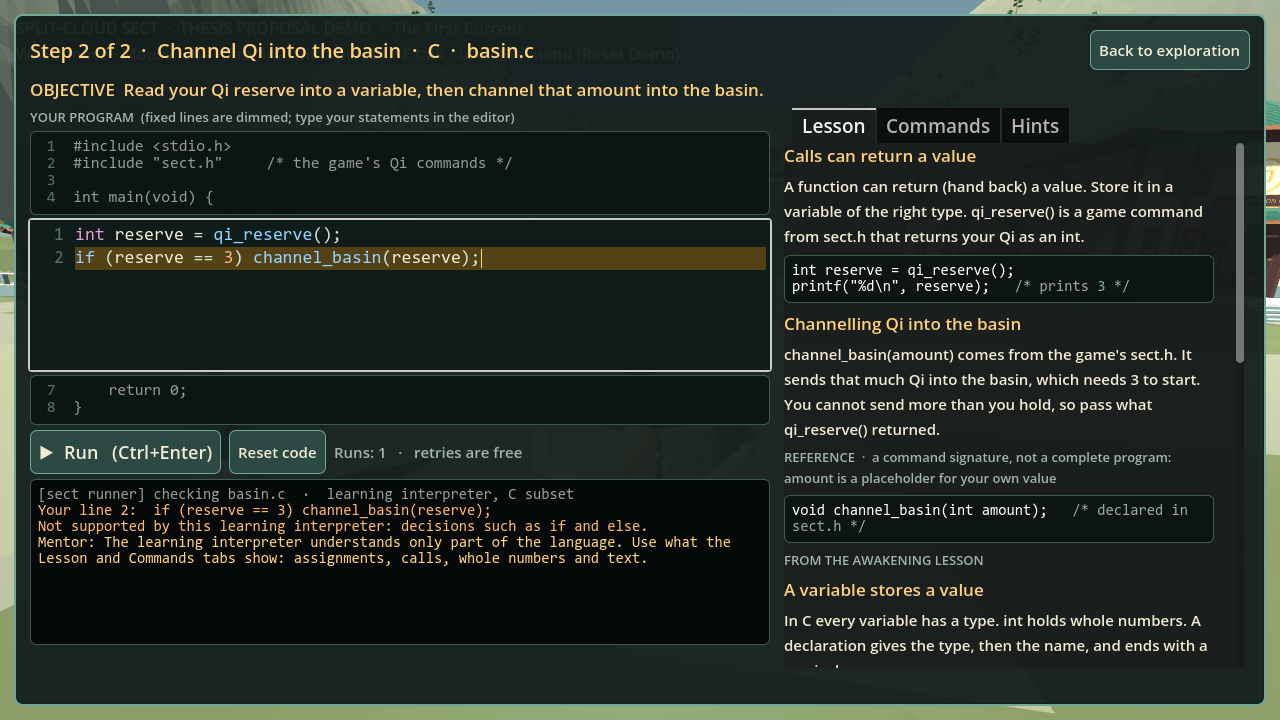 SPLIT-CLOUD SECT · THESIS PROPOSAL DEMO · The First Current
menu (Reset Demo)
Step 2 of 2 · Channel Qi into the basin · C · basin.c
Back to exploration
OBJECTIVE Read your Qi reserve into a variable, then channel that amount into the basin.
YOUR PROGRAM (fixed lines are dimmed; type your statements in the editor)
1 #include <stdio.h>
2 #include "sect.h" /* the game's Qi commands */
3
4 int main(void) {
1 int reserve = qi_reserve();
2 if (reserve == 3) channel_basin(reserve);
7 return 0;
8 }
▶ Run (Ctrl+Enter)
Reset code
Runs: 1 · retries are free
[sect runner] checking basin.c · learning interpreter, C subset
Your line 2: if (reserve == 3) channel_basin(reserve);
Not supported by this learning interpreter: decisions such as if and else.
Mentor: The learning interpreter understands only part of the language. Use what the
Lesson and Commands tabs show: assignments, calls, whole numbers and text.
Lesson
Commands
Hints
Calls can return a value
A function can return (hand back) a value. Store it in a
variable of the right type. qi_reserve() is a game command
from sect.h that returns your Qi as an int.
int reserve = qi_reserve();
printf("%d\n", reserve); /* prints 3 */
Channelling Qi into the basin
channel_basin(amount) comes from the game's sect.h. It
sends that much Qi into the basin, which needs 3 to start.
You cannot send more than you hold, so pass what
qi_reserve() returned.
REFERENCE · a command signature, not a complete program:
amount is a placeholder for your own value
void channel_basin(int amount); /* declared in
sect.h */
FROM THE AWAKENING LESSON
A variable stores a value
In C every variable has a type. int holds whole numbers. A
declaration gives the type, then the name, and ends with a